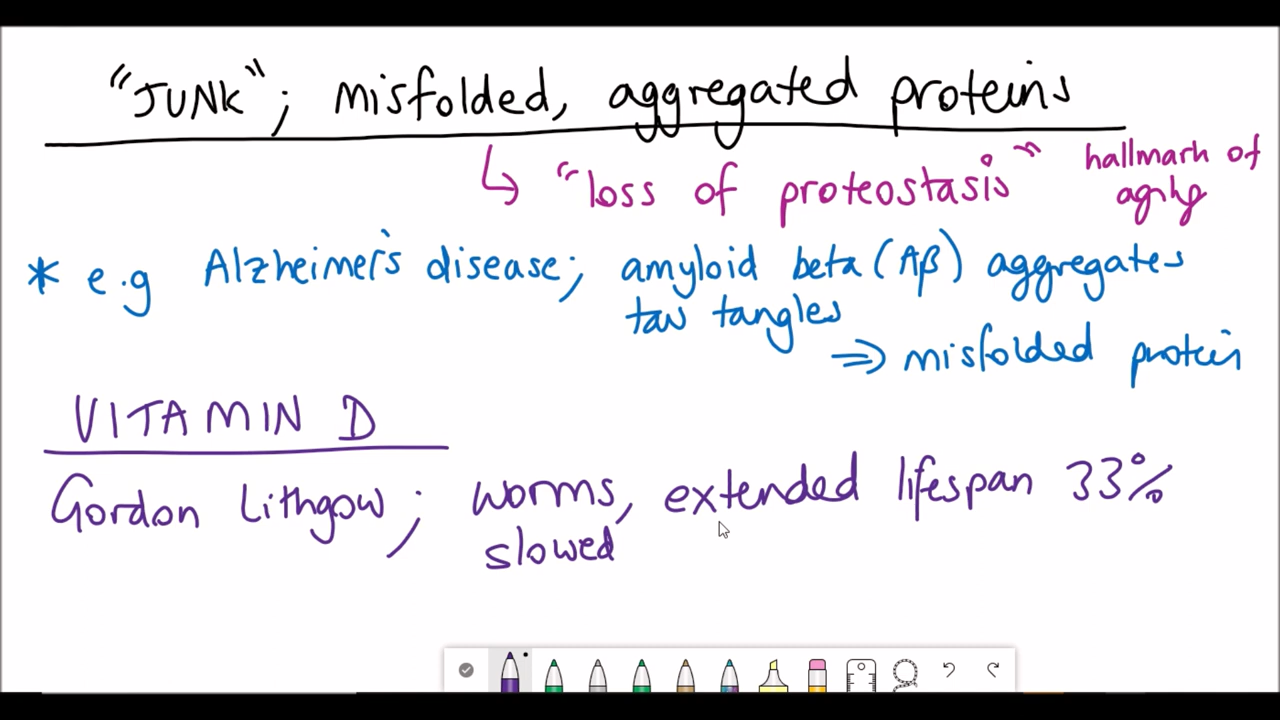 "JUNK"; misfolded, aggregated proteins
↳ "loss of proteostasis" hallmark of
aging
* e.g Alzheimer's disease; amyloid beta (Aβ) aggregates
tau tangles
⇒ misfolded protein
VITAMIN D
Gordon Lithgow; worms, extended lifespan 33%
slowed